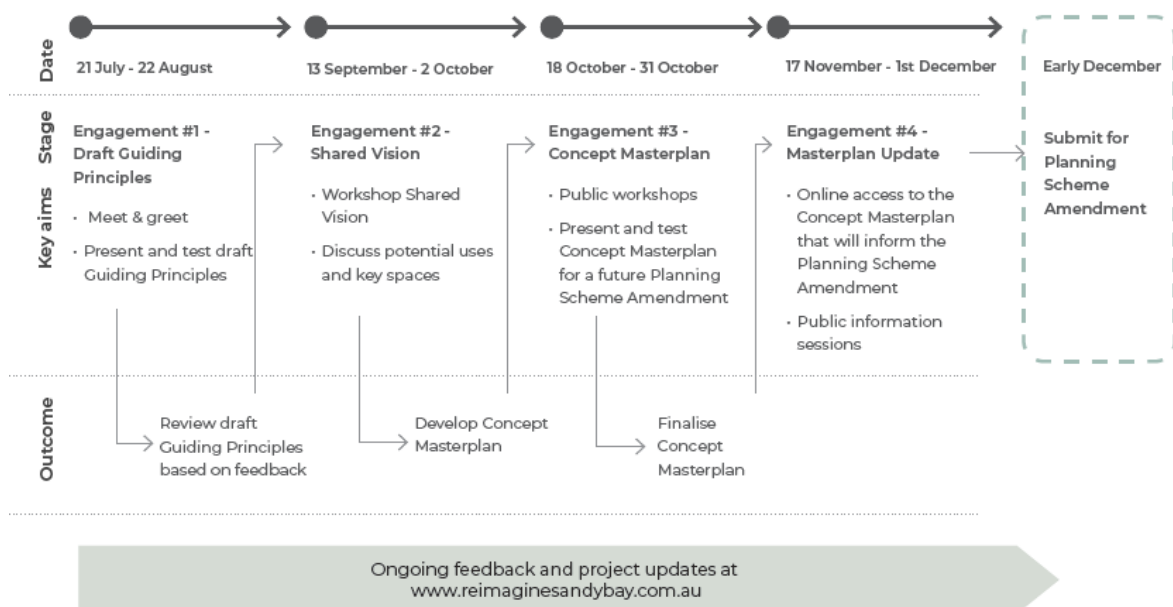 Date
21 July - 22 August
13 September - 2 October
18 October - 31 October
17 November - 1st December
Early December
Stage
Key aims
Engagement #1 -
Draft Guiding
Principles
· Meet & greet
· Present and test draft
Guiding Principles
Engagement #2 -
Shared Vision
· Workshop Shared
Vision
· Discuss potential uses
and key spaces
Engagement #3 -
Concept Masterplan
· Public workshops
· Present and test
Concept Masterplan
for a future Planning
Scheme Amendment
Engagement #4 -
Masterplan Update
· Online access to the
Concept Masterplan
that will inform the
Planning Scheme
Amendment
· Public information
sessions
Submit for
Planning
Scheme
Amendment
Outcome
Review draft
Guiding Principles
based on feedback
Develop Concept
Masterplan
Finalise
Concept
Masterplan
Ongoing feedback and project updates at
www.reimaginesandybay.com.au